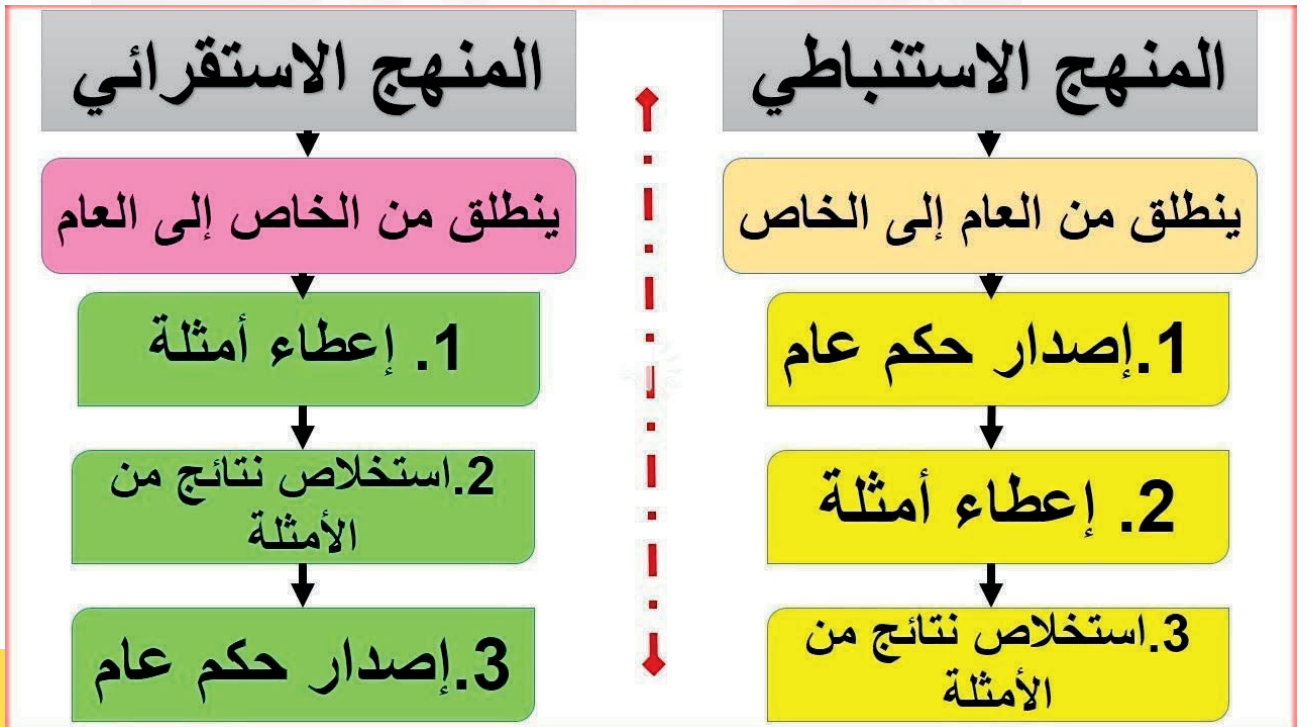 المنهج الاستنباطي
ينطلق من العام إلى الخاص
1.إصدار حكم عام
2. إعطاء أمثلة
3.استخلاص نتائج من
الأمثلة
المنهج الاستقرائي
ينطلق من الخاص إلى العام
1. إعطاء أمثلة
2.استخلاص نتائج من
الأمثلة
3.إصدار حكم عام